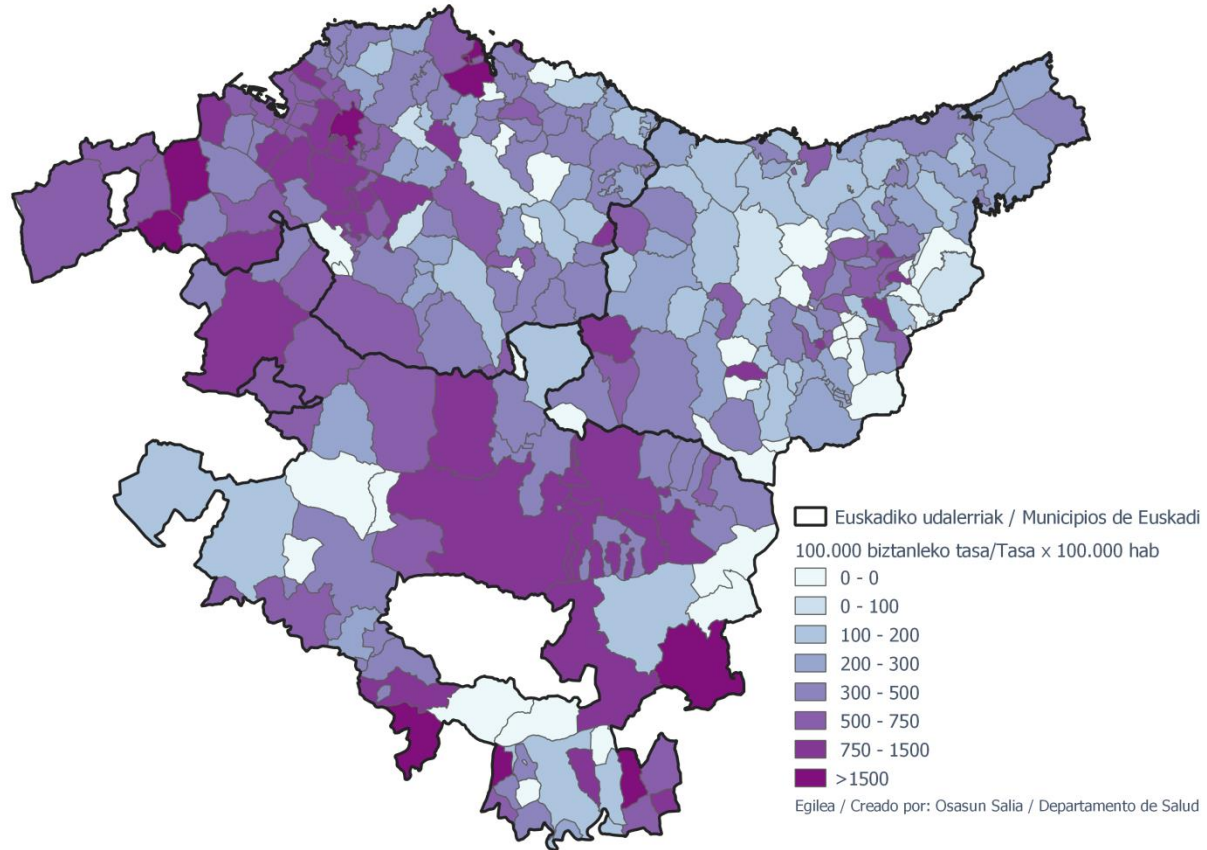 Euskadiko udalerriak / Municipios de Euskadi
100.000 biztanleko tasa/Tasa x 100.000 hab
0 - 0
0 - 100
100 - 200
200 - 300
300 - 500
500 - 750
750 - 1500
>1500
Egilea / Creado por: Osasun Salia / Departamento de Salud